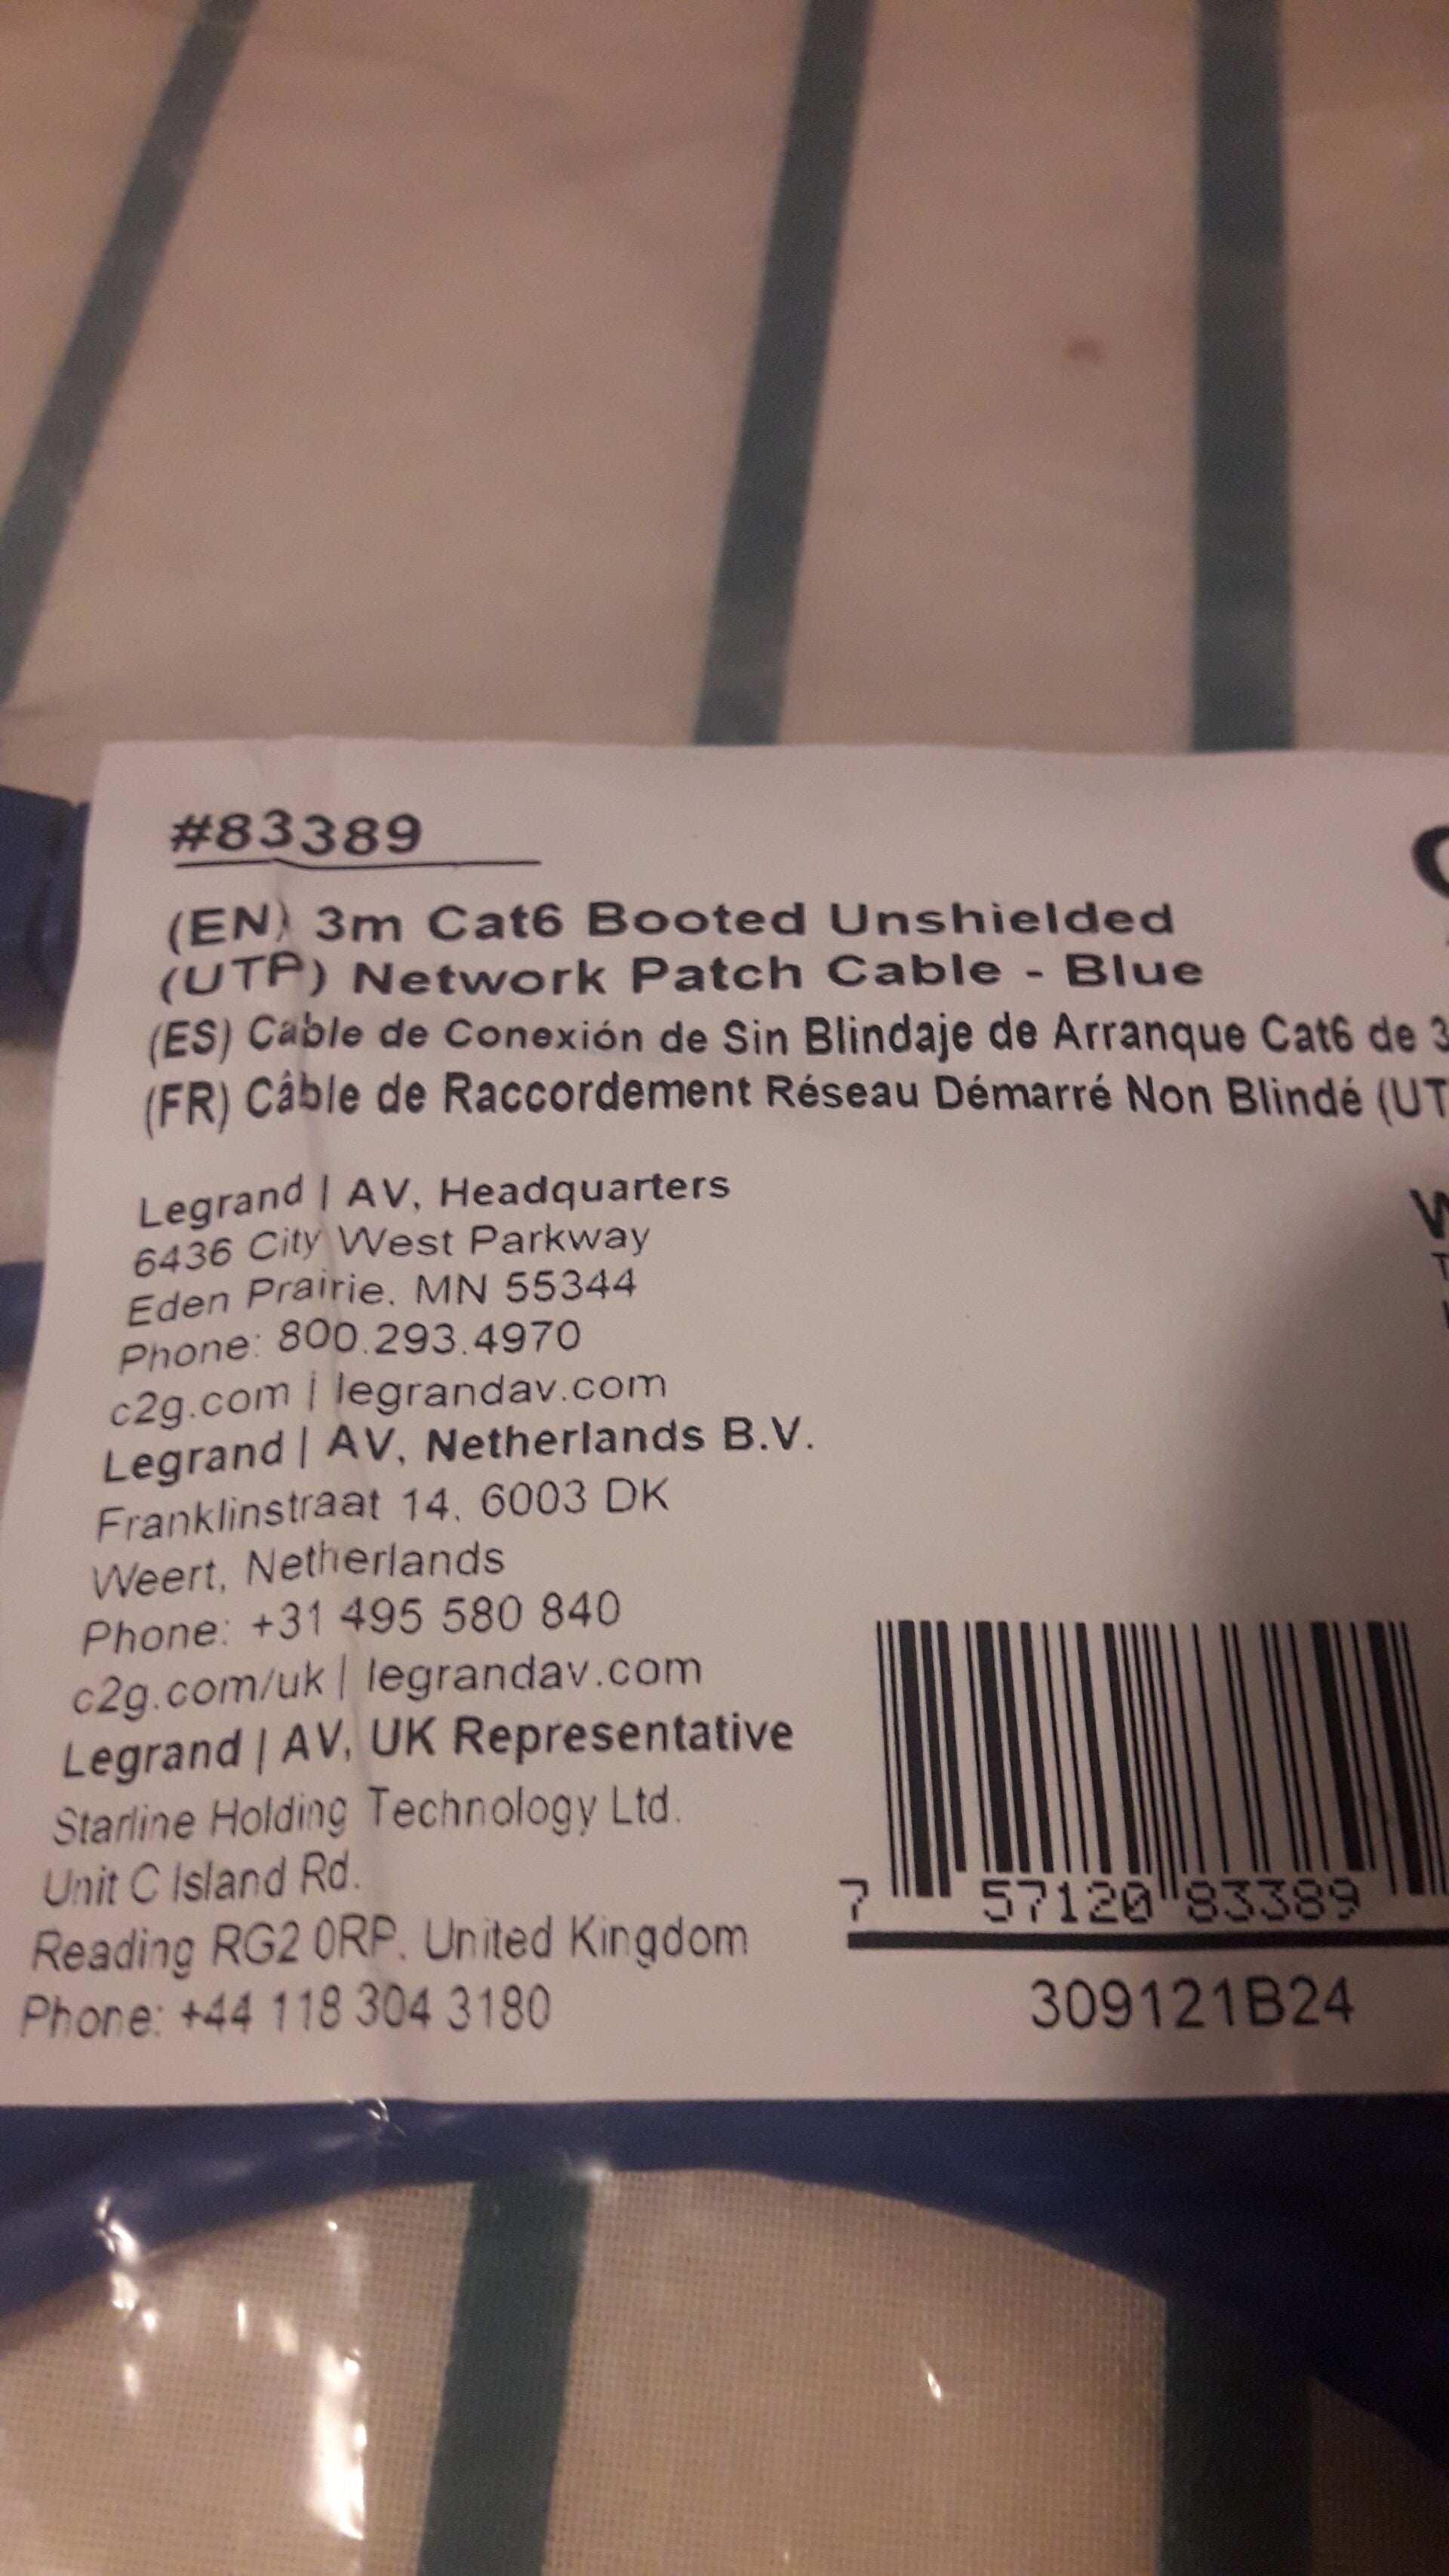 #83389
(EN) 3m Cat6 Booted Unshielded
(UTP) Network Patch Cable - Blue
(ES) Cable de Conexión de Sin Blindaje de Arranque Cat6 de 3
(FR) Câble de Raccordement Réseau Démarré Non Blindé (UT
Legrand | AV, Headquarters
6436 City West Parkway
Eden Prairie, MN 55344
Phone: 800.293.4970
c2g.com | legrandav.com
Legrand | AV, Netherlands B.V.
Franklinstraat 14, 6003 DK
Weert, Netherlands
Phone: +31 495 580 840
c2g.com/uk | legrandav.com
Legrand | AV, UK Representative
Starline Holding Technology Ltd.
Unit C Island Rd.
Reading RG2 0RP, United Kingdom
Phone: +44 118 304 3180
7 57120 83389
309121B24